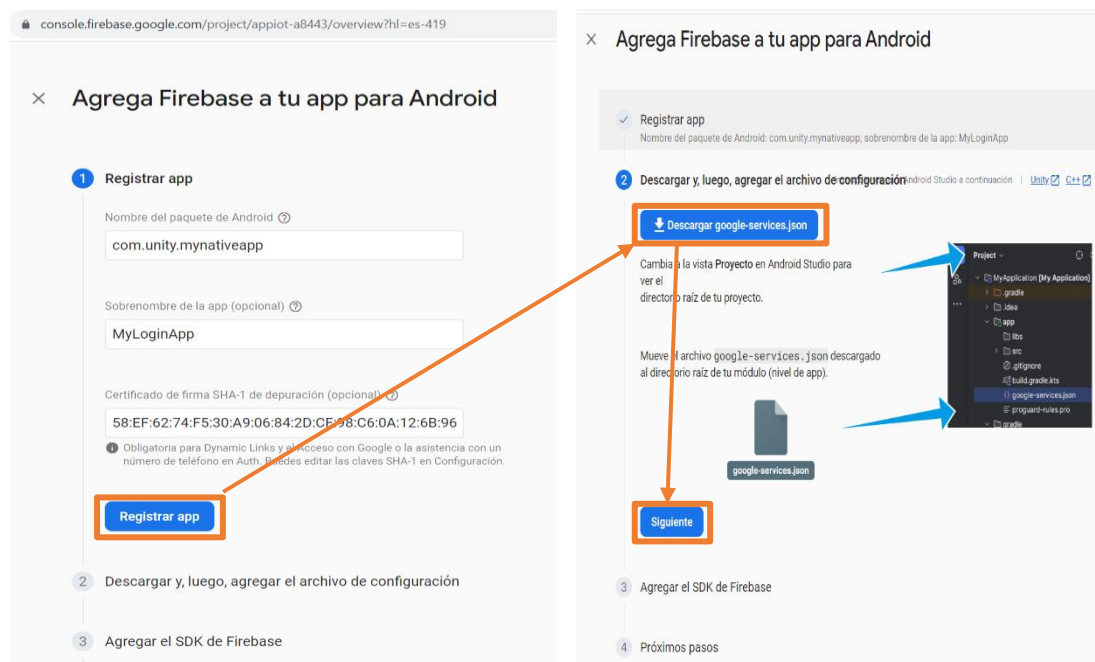 console.firebase.google.com/project/appiot-a8443/overview?hl=es-419
Agrega Firebase a tu app para Android
1 Registrar app
Nombre del paquete de Android
com.unity.mynativeapp
Sobrenombre de la app (opcional)
MyLoginApp
Certificado de firma SHA-1 de depuración (opcional)
58:EF:62:74:F5:30:A9:06:84:2D:CE:98:C6:0A:12:6B:96
Obligatoria para Dynamic Links y el Acceso con Google o la asistencia con un
número de teléfono en Auth. Puedes editar las claves SHA-1 en Configuración.
Registrar app
2 Descargar y, luego, agregar el archivo de configuración
3 Agregar el SDK de Firebase
Agrega Firebase a tu app para Android
Registrar app
Nombre del paquete de Android: com.unity.mynativeapp; sobrenombre de la app: MyLoginApp
2 Descargar y, luego, agregar el archivo de configuración Android Studio a continuación | Unity C++
Descargar google-services.json
Cambia a la vista Proyecto en Android Studio para
ver el
directorio raíz de tu proyecto.
Mueve el archivo google-services.json descargado
al directorio raíz de tu módulo (nivel de app).
google-services.json
Siguiente
Project
MyApplication [My Application]
.gradle
.idea
app
libs
src
.gitignore
build.gradle.kts
google-services.json
proguard-rules.pro
gradle
3 Agregar el SDK de Firebase
4 Próximos pasos